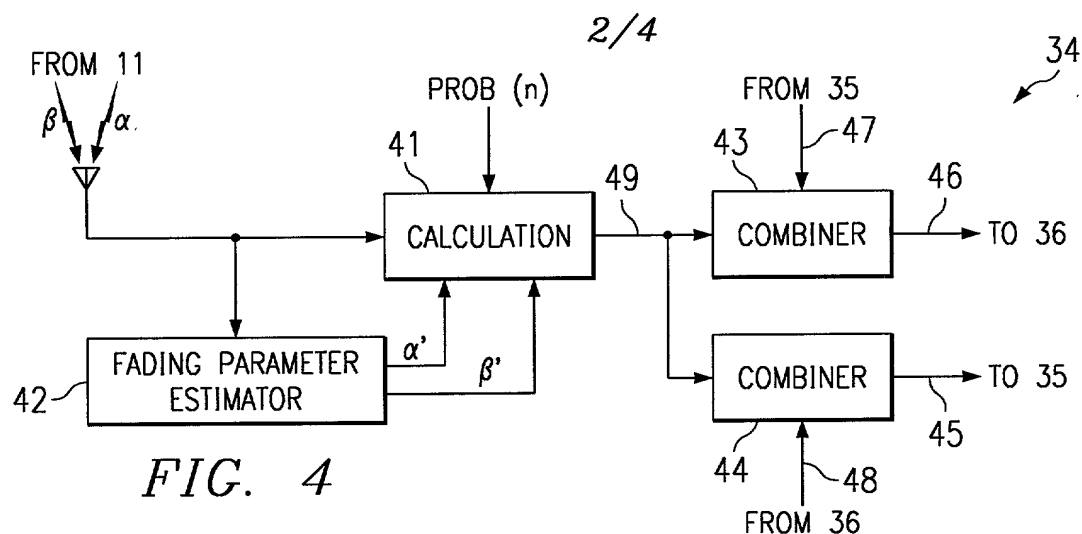 2/4
34
FROM 11
β α
PROB (n)
FROM 35
47
41
43
49
46
CALCULATION
COMBINER
TO 36
α'
β'
FADING PARAMETER
ESTIMATOR
42
COMBINER
TO 35
45
44
48
FROM 36
FIG. 4